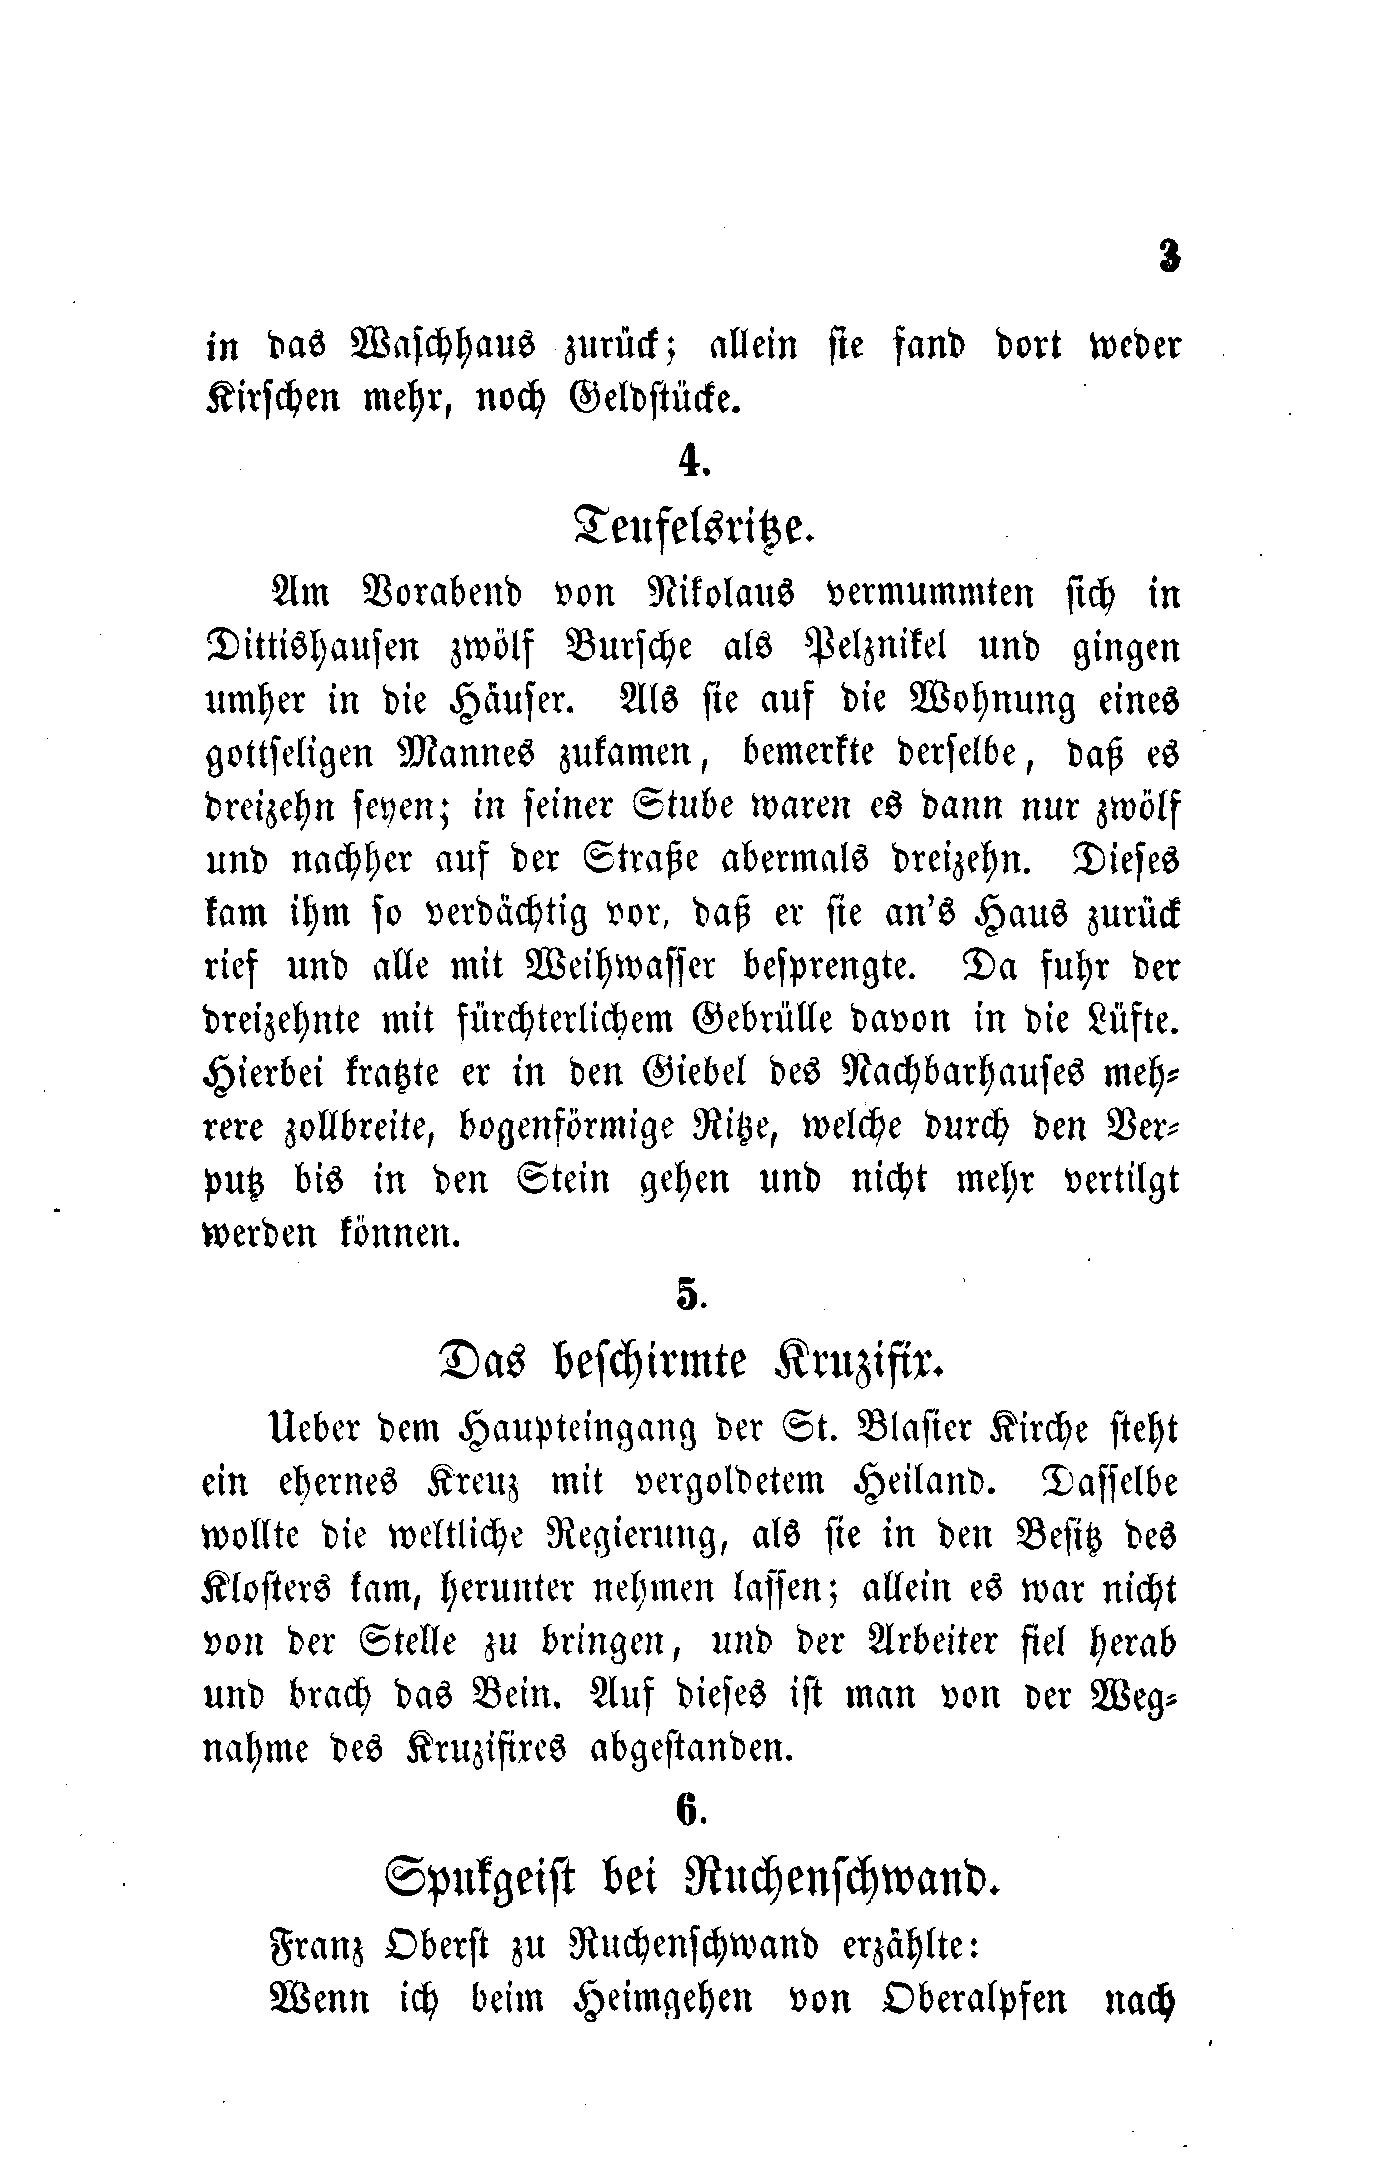 3
in das Waschhaus zurück; allein sie fand dort weder
Kirschen mehr, noch Geldstücke.
4.
Teufelsritze.
Am Vorabend von Nikolaus vermummten sich in
Dittishausen zwölf Bursche als Pelznikel und gingen
umher in die Häuser. Als sie auf die Wohnung eines
gottseligen Mannes zukamen, bemerkte derselbe, daß es
dreizehn seyen; in seiner Stube waren es dann nur zwölf
und nachher auf der Straße abermals dreizehn. Dieses
kam ihm so verdächtig vor, daß er sie an's Haus zurück
rief und alle mit Weihwasser besprengte. Da fuhr der
dreizehnte mit fürchterlichem Gebrülle davon in die Lüfte.
Hierbei kratzte er in den Giebel des Nachbarhauses meh-
rere zollbreite, bogenförmige Ritze, welche durch den Ver-
putz bis in den Stein gehen und nicht mehr vertilgt
werden können.
5.
Das beschirmte Kruzifix.
Ueber dem Haupteingang der St. Blasier Kirche steht
ein ehernes Kreuz mit vergoldetem Heiland. Dasselbe
wollte die weltliche Regierung, als sie in den Besitz des
Klosters kam, herunter nehmen lassen; allein es war nicht
von der Stelle zu bringen, und der Arbeiter fiel herab
und brach das Bein. Auf dieses ist man von der Weg-
nahme des Kruzifixes abgestanden.
6.
Spukgeist bei Ruchenschwand.
Franz Oberst zu Ruchenschwand erzählte:
Wenn ich beim Heimgehen von Oberalpfen nach